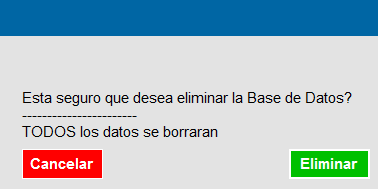 Esta seguro que desea eliminar la Base de Datos?
-----------------------
TODOS los datos se borraran
Cancelar Eliminar